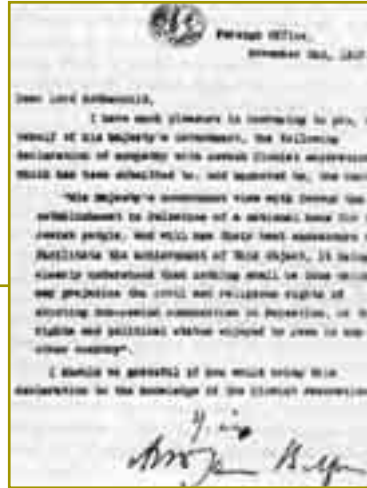 Foreign Office,
November 2nd, 1917
Dear Lord Rothschild,
I have much pleasure in conveying to you,
behalf of His Majesty's Government, the following
declaration of sympathy with Jewish Zionist aspirations
which has been submitted to, and approved by, the
"His Majesty's Government view with favour the
establishment in Palestine of a national home for
Jewish people, and will use their best endeavours
facilitate the achievement of this object, it being
clearly understood that nothing shall be done which
may prejudice the civil and religious rights of
existing non-Jewish communities in Palestine, or
rights and political status enjoyed by Jews in any
other country".
I should be grateful if you would bring this
declaration to the knowledge of the Zionist